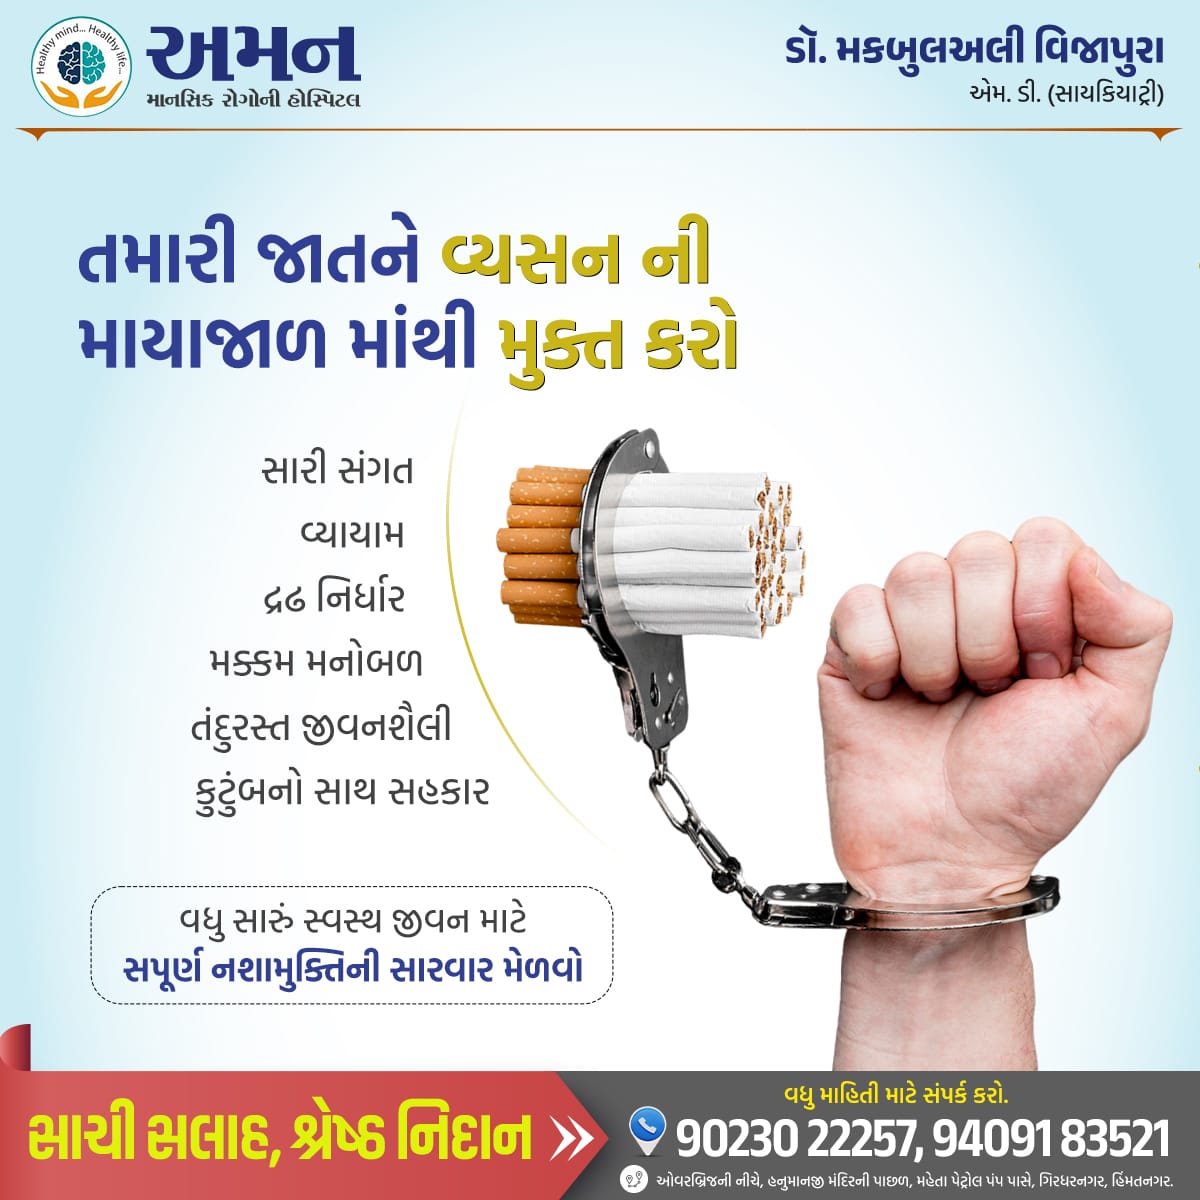 Healthy mind... Healthy life...
અમન
માનસિક રોગોની હોસ્પિટલ
ડૉ. મકબુલઅલી વિજાપુરા
એમ. ડી. (સાયકિયાટ્રી)
તમારી જાતને વ્યસન ની
માયાજાળ માંથી મુક્ત કરો
સારી સંગત
વ્યાયામ
દ્રઢ નિર્ધાર
મક્કમ મનોબળ
તંદુરસ્ત જીવનશૈલી
કુટુંબનો સાથ સહકાર
વધુ સારું સ્વસ્થ જીવન માટે
સપૂર્ણ નશામુક્તિની સારવાર મેળવો
સાચી સલાહ, શ્રેષ્ઠ નિદાન
વધુ માહિતી માટે સંપર્ક કરો.
90230 22257, 94091 83521
ઓવરબ્રિજની નીચે, હનુમાનજી મંદિરની પાછળ, મહેતા પેટ્રોલ પંપ પાસે, ગિરધરનગર, હિંમતનગર.